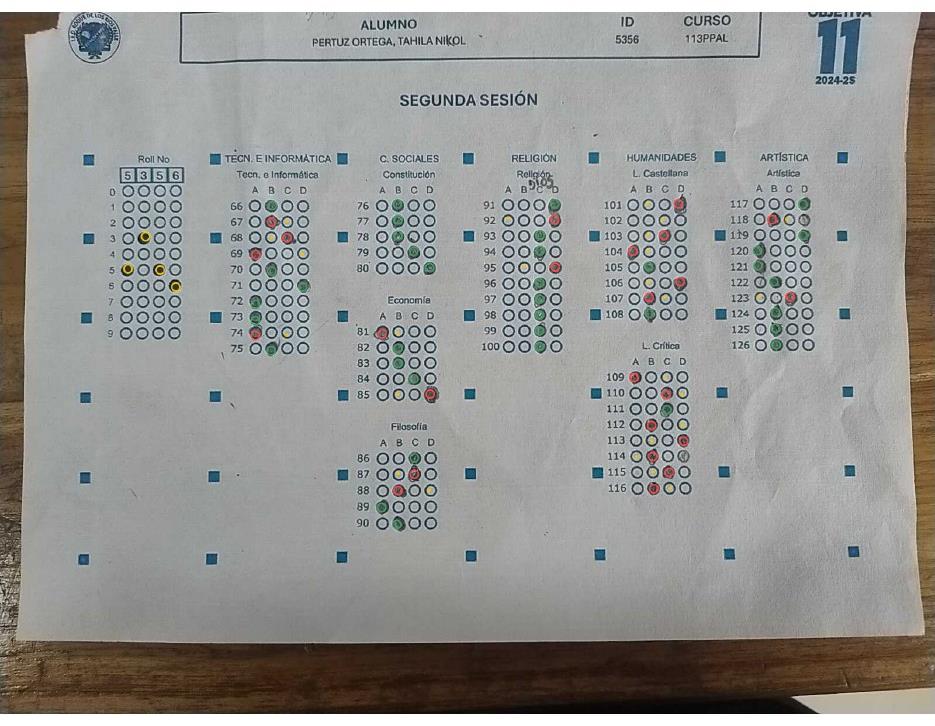 I.E.D. ROQUE DE LOS RIOS VALLE
ALUMNO ID CURSO
PERTUZ ORTEGA, TAHILA NIKOL 5356 113PPAL
OBJETIVA
11
2024-25
SEGUNDA SESIÓN
Roll No
5 3 5 6
0
1
2
3
4
5
6
7
8
9
TECN. E INFORMÁTICA
Tecn. e Informática
A B C D
66
67
68
69
70
71
72
73
74
75
C. SOCIALES
Constitución
A B C D
76
77
78
79
80
Economía
A B C D
81
82
83
84
85
Filosofía
A B C D
86
87
88
89
90
RELIGIÓN
Religión
A B C D
91
92
93
94
95
96
97
98
99
100
HUMANIDADES
L. Castellana
A B C D
101
102
103
104
105
106
107
108
L. Crítica
A B C D
109
110
111
112
113
114
115
116
ARTÍSTICA
Artística
A B C D
117
118
119
120
121
122
123
124
125
126